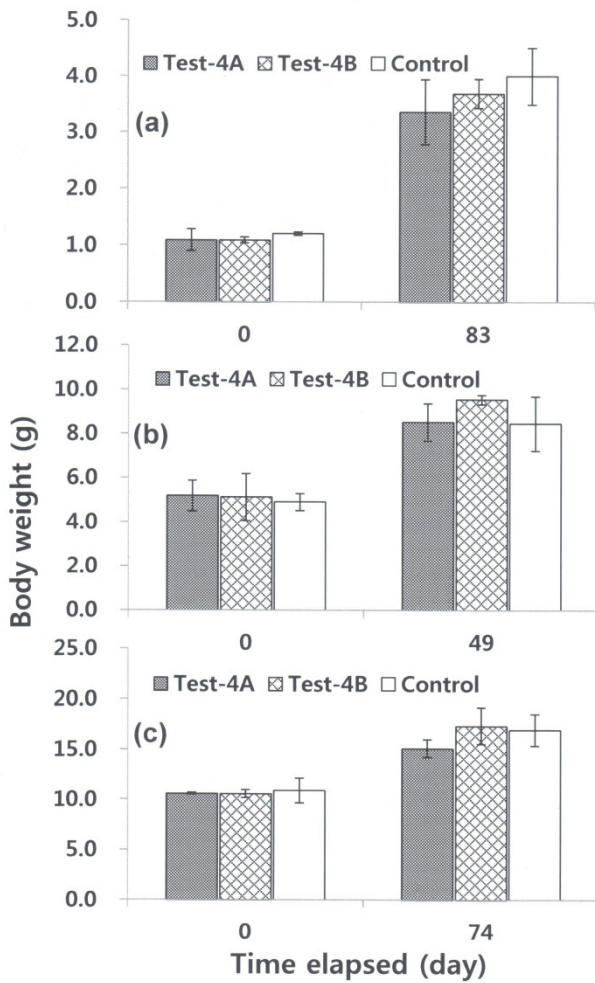 5.0
Test-4A Test-4B Control
4.0
(a)
3.0
2.0
1.0
0.0
0 83
12.0
Test-4A Test-4B Control
10.0
(b)
8.0
6.0
4.0
2.0
0.0
0 49
25.0
Test-4A Test-4B Control
20.0
(c)
15.0
10.0
5.0
0.0
0 74
Body weight (g)
Time elapsed (day)